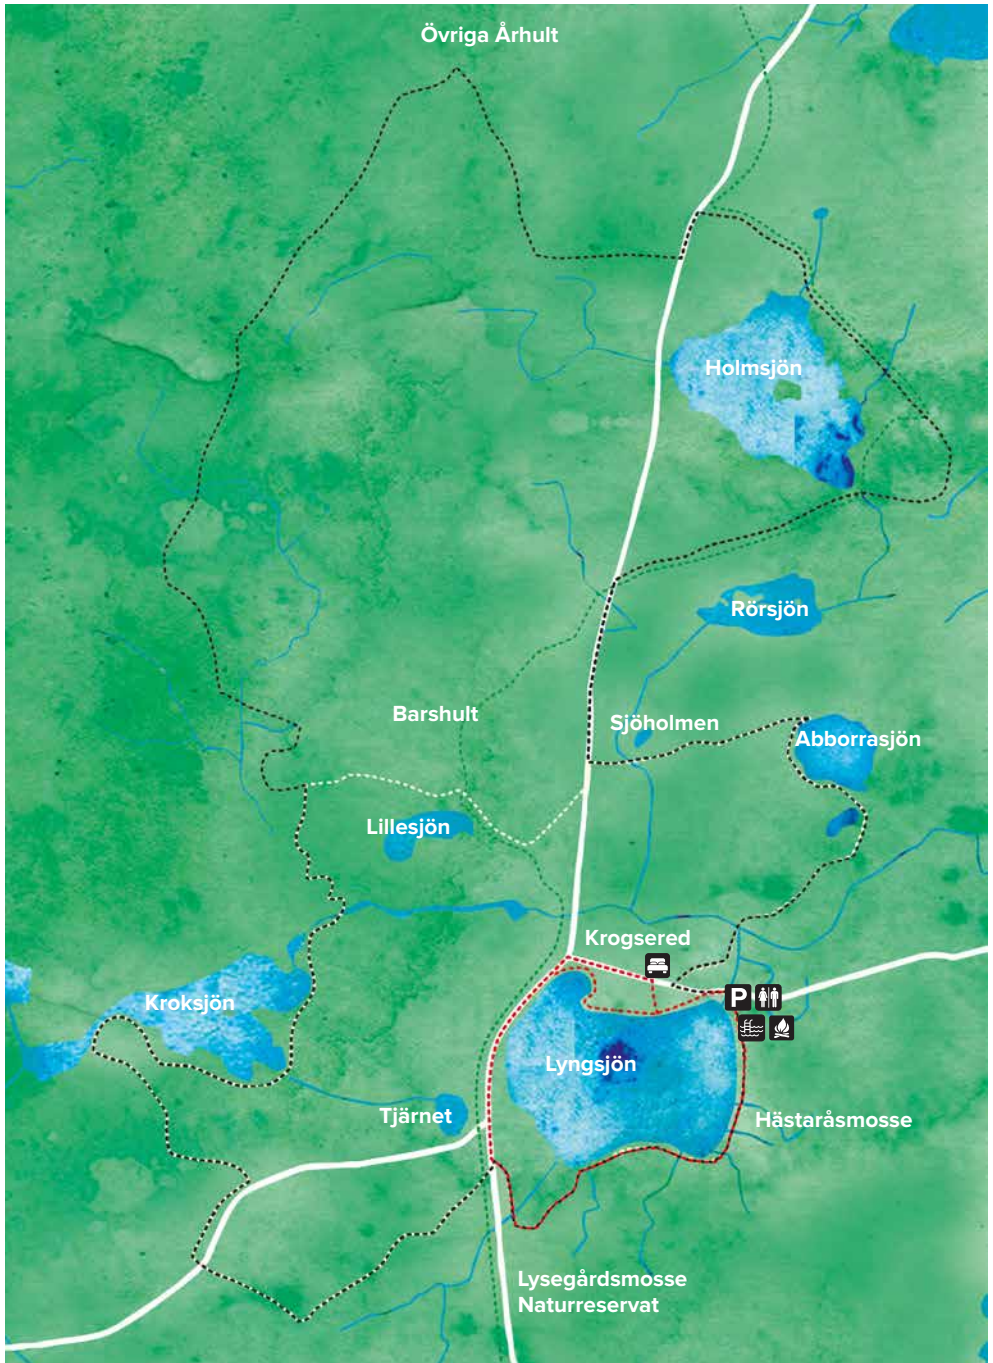 Övriga Århult
Holmsjön
Rörsjön
Barshult
Sjöholmen
Abborrasjön
Lillesjön
Krogsered
P
Kroksjön
Lyngsjön
Tjärnet
Hästaråsmosse
Lysegårdsmosse
Naturreservat